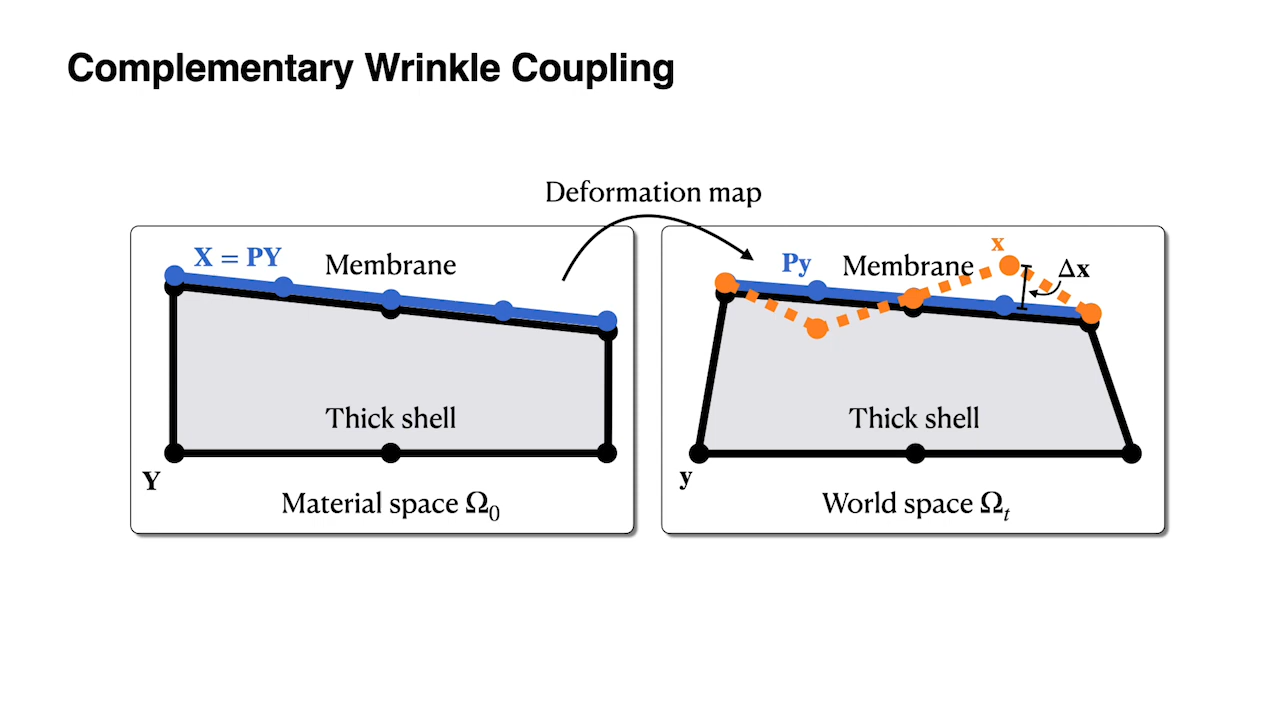 Complementary Wrinkle Coupling
Deformation map
X = PY
Membrane
Thick shell
Y
Material space Ω₀
Py
Membrane
x
Δx
Thick shell
y
World space Ωₜ